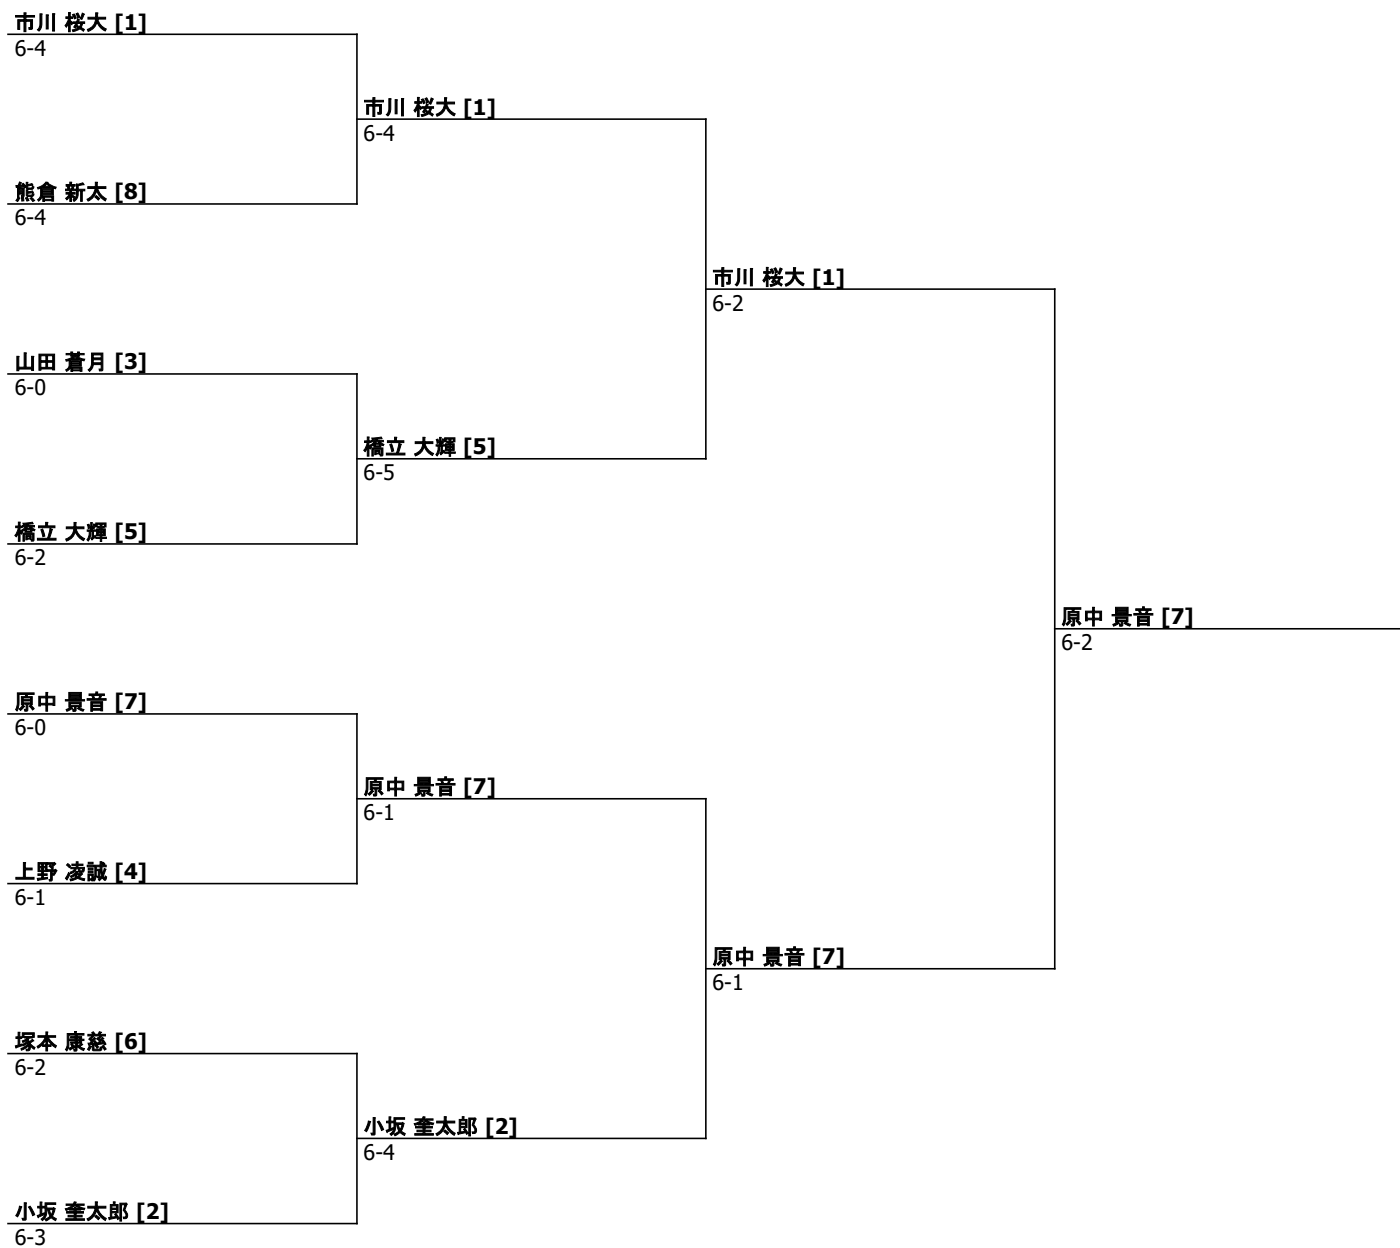 市川 桜大 [1]
6-4
市川 桜大 [1]
6-4
熊倉 新太 [8]
6-4
市川 桜大 [1]
6-2
山田 蒼月 [3]
6-0
橋立 大輝 [5]
6-5
橋立 大輝 [5]
6-2
原中 景音 [7]
6-2
原中 景音 [7]
6-0
原中 景音 [7]
6-1
上野 凌誠 [4]
6-1
原中 景音 [7]
6-1
塚本 康慈 [6]
6-2
小坂 奎太郎 [2]
6-4
小坂 奎太郎 [2]
6-3